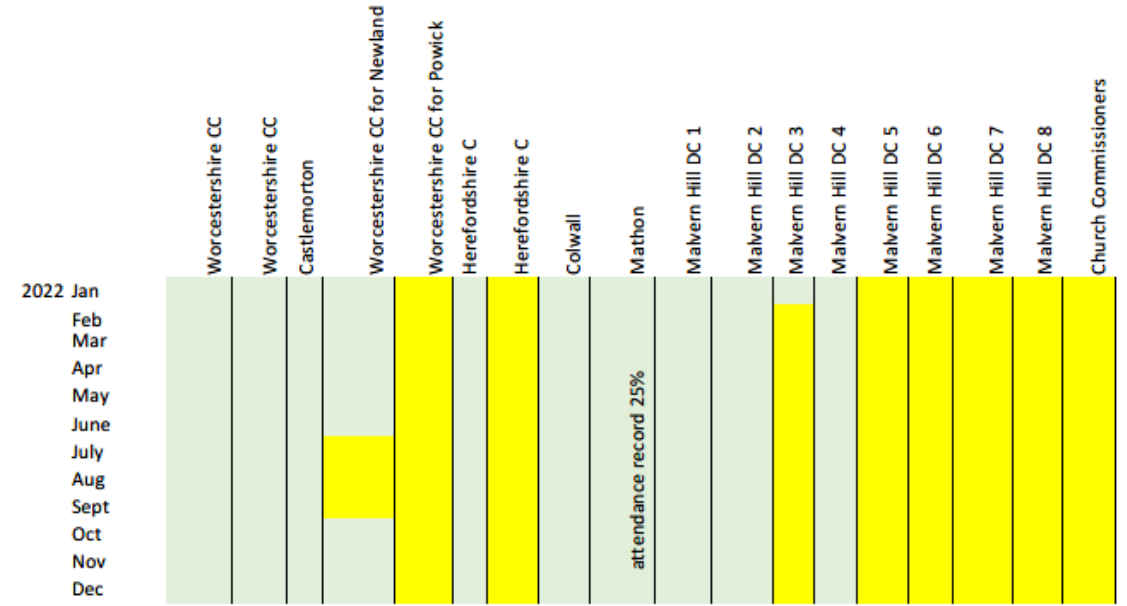 Worcestershire CC
Worcestershire CC
Castlemorton
Worcestershire CC for Newland
Worcestershire CC for Powick
Herefordshire C
Herefordshire C
Colwall
Mathon
Malvern Hill DC 1
Malvern Hill DC 2
Malvern Hill DC 3
Malvern Hill DC 4
Malvern Hill DC 5
Malvern Hill DC 6
Malvern Hill DC 7
Malvern Hill DC 8
Church Commissioners
2022 Jan
Feb
Mar
Apr
May
June
July
Aug
Sept
Oct
Nov
Dec
attendance record 25%